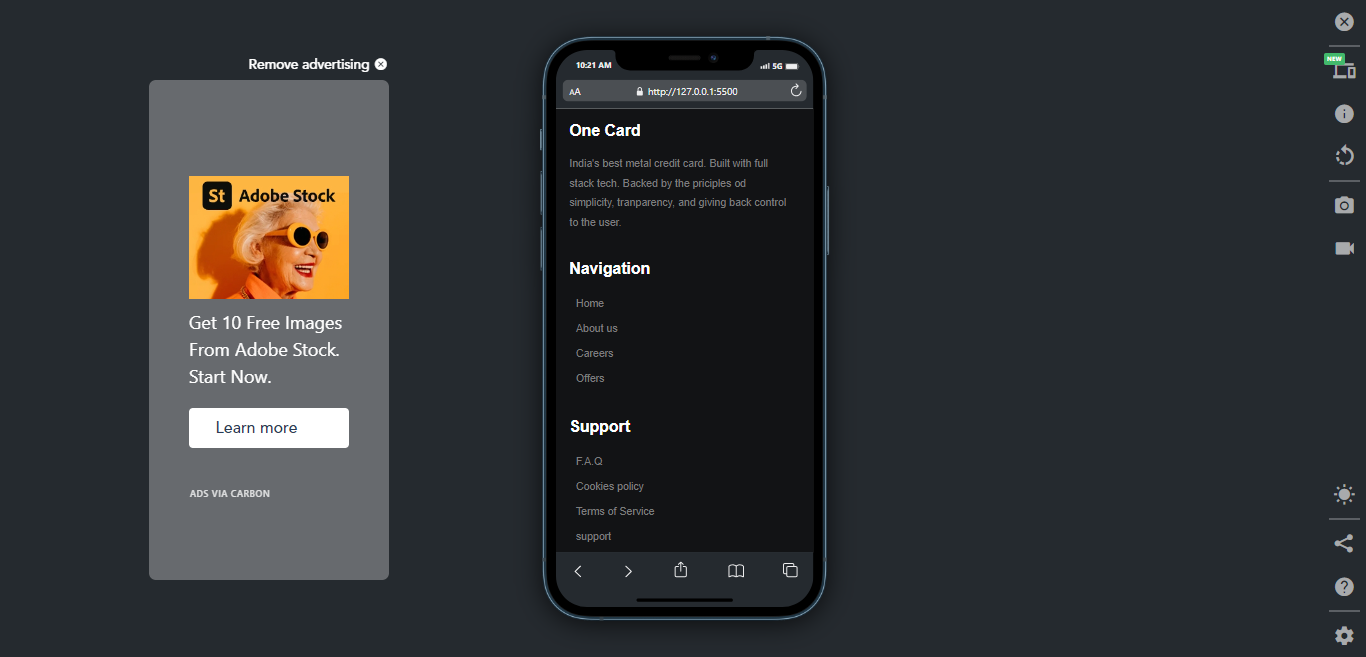 Remove advertising
St Adobe Stock
Get 10 Free Images
From Adobe Stock.
Start Now.
Learn more
ADS VIA CARBON
10:21 AM
5G
AA
http://127.0.0.1:5500
One Card
India's best metal credit card. Built with full
stack tech. Backed by the priciples od
simplicity, tranparency, and giving back control
to the user.
Navigation
Home
About us
Careers
Offers
Support
F.A.Q
Cookies policy
Terms of Service
support
NEW